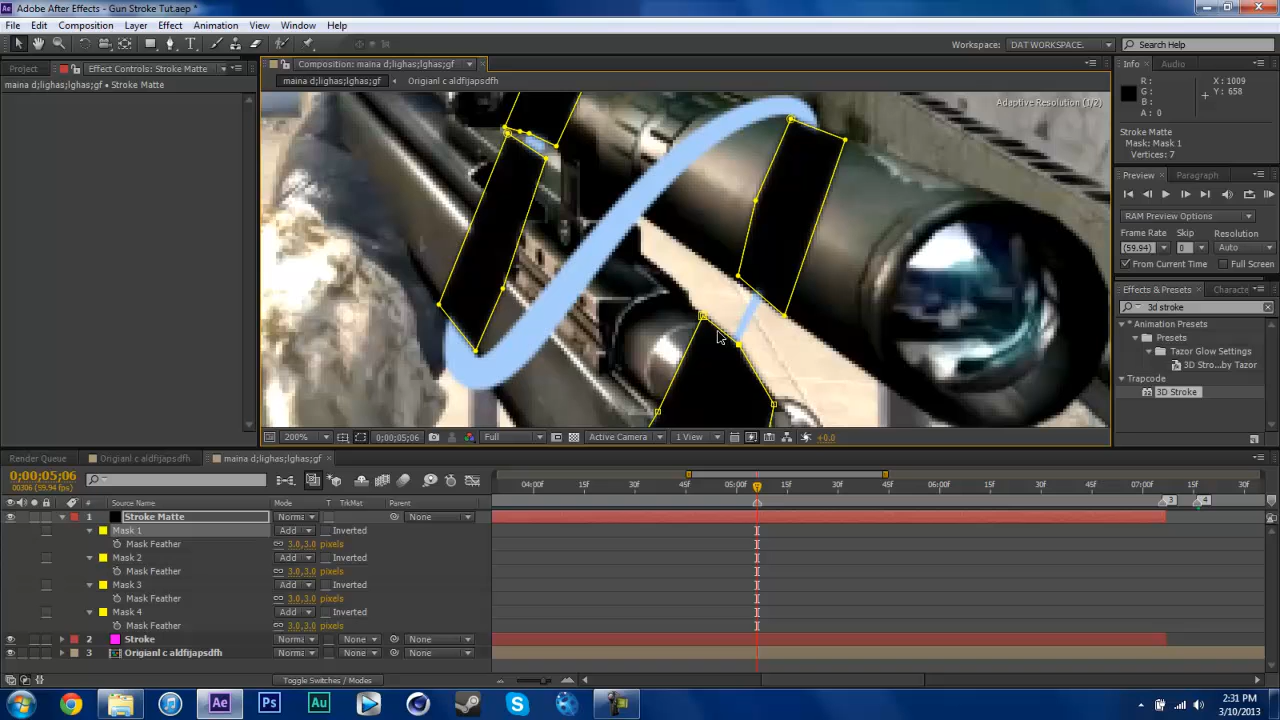 Adobe After Effects - Gun Stroke Tut.aep *
File Edit Composition Layer Effect Animation View Window Help
Workspace: DAT WORKSPACE. Search Help
Project Effect Controls: Stroke Matte
maina d;lighas;lghas;gf • Stroke Matte
Composition: maina d;lighas;lghas;gf
maina d;lighas;lghas;gf Origianl c aldfijapsdfh
Adaptive Resolution (1/2)
Info Audio
R: X: 1009
G: Y: 658
B:
A: 0
Stroke Matte
Mask: Mask 1
Vertices: 7
Preview Paragraph
RAM Preview Options
Frame Rate Skip Resolution
(59.94) 0 Auto
From Current Time Full Screen
Effects & Presets Characte
3d stroke
* Animation Presets
Presets
Tazor Glow Settings
3D Stro...by Tazor
Trapcode
3D Stroke
200% 0;00;05;06 Full Active Camera 1 View +0.0
Render Queue Origianl c aldfijapsdfh maina d;lighas;lghas;gf
0;00;05;06
00306 (59.94 fps)
04:00f 15f 30f 45f 05:00f 15f 30f 45f 06:00f 15f 30f 45f 07:00f 15f 30f
# Source Name Mode T TrkMat Parent
3 4
1 Stroke Matte Norma None
Mask 1 Add Inverted
Mask Feather 3.0,3.0 pixels
Mask 2 Add Inverted
Mask Feather 3.0,3.0 pixels
Mask 3 Add Inverted
Mask Feather 3.0,3.0 pixels
Mask 4 Add Inverted
Mask Feather 3.0,3.0 pixels
2 Stroke Norma None None
3 Origianl c aldfijapsdfh Norma None None
Toggle Switches / Modes
Ae Ps Au
2:31 PM
3/10/2013